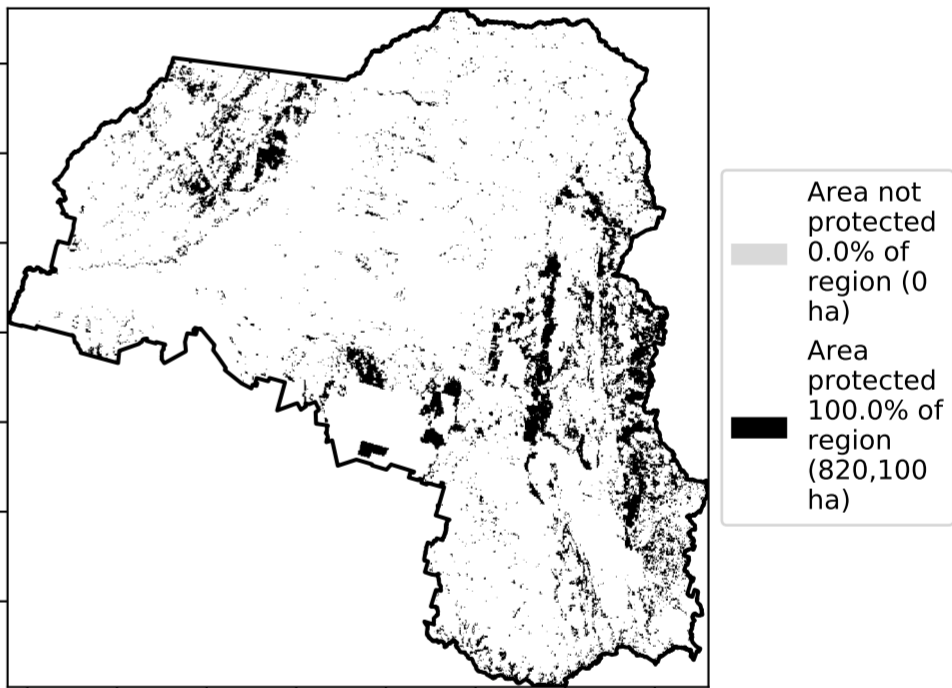 Area not
protected
0.0% of
region (0
ha)
Area
protected
100.0% of
region
(820,100
ha)